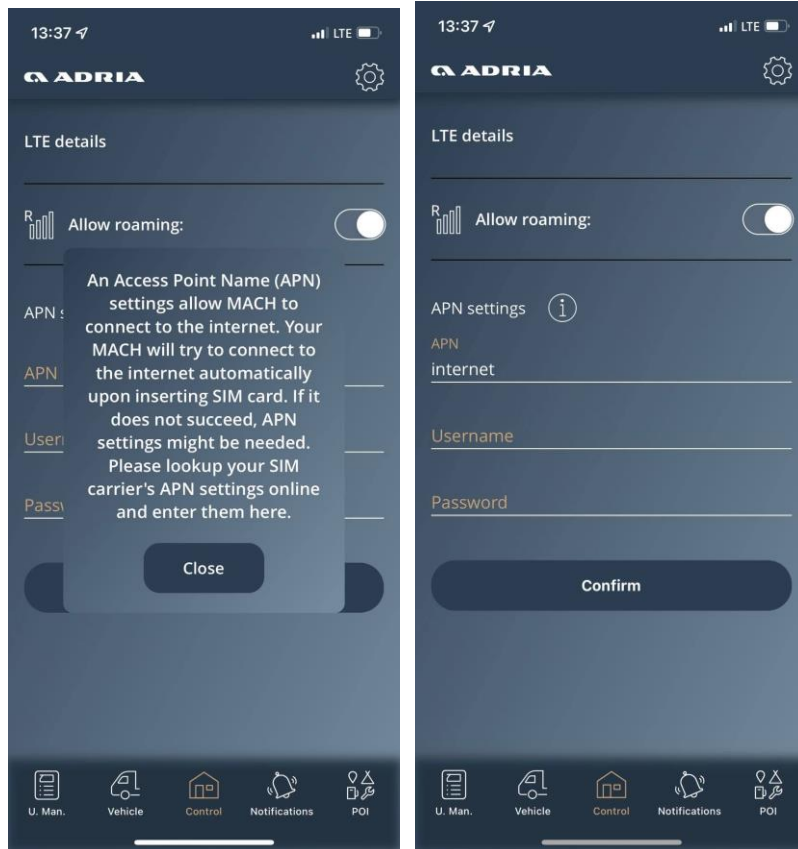 13:37
LTE
ADRIA
LTE details
R
Allow roaming:
An Access Point Name (APN)
settings allow MACH to
connect to the internet. Your
MACH will try to connect to
the internet automatically
upon inserting SIM card. If it
does not succeed, APN
settings might be needed.
Please lookup your SIM
carrier's APN settings online
and enter them here.
APN s
APN
User
Pass
Close
U. Man.
Vehicle
Control
Notifications
POI
13:37
LTE
ADRIA
LTE details
R
Allow roaming:
APN settings i
APN
internet
Username
Password
Confirm
U. Man.
Vehicle
Control
Notifications
POI